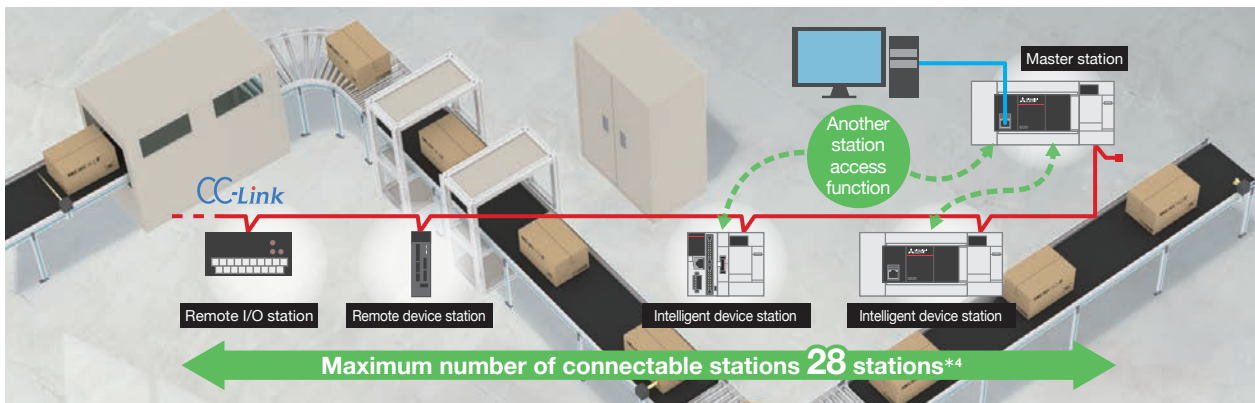 Master station
Another
station
access
function
CC-Link
Remote I/O station
Remote device station
Intelligent device station
Intelligent device station
Maximum number of connectable stations 28 stations*4